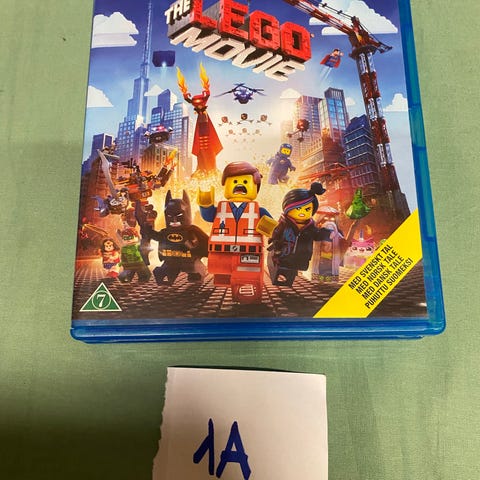 THE
LEGO
MOVIE
MED SVENSKT TAL
MED NORSK TALE
MED DANSK TALE
PUHUTTU SUOMEKSI
7
1A